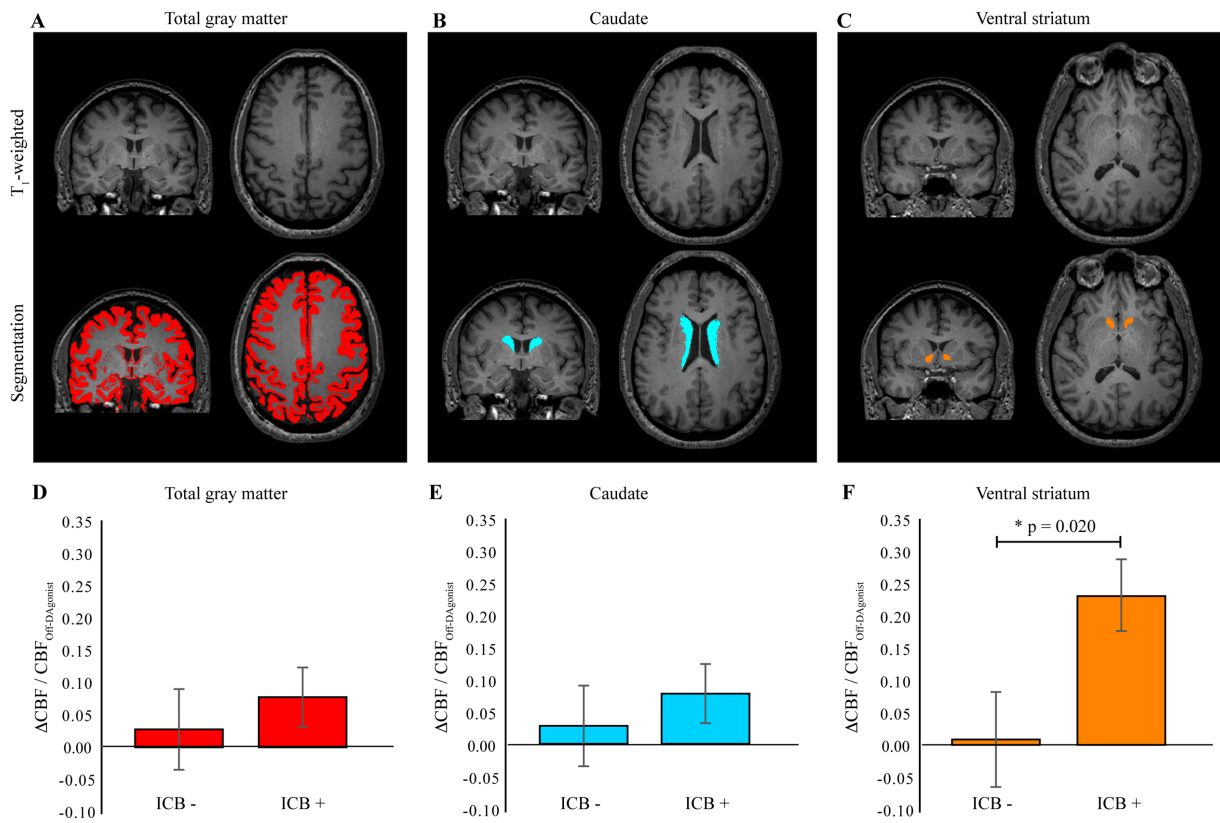 A Total gray matter
B Caudate
C Ventral striatum
T1-weighted
Segmentation
D Total gray matter
ΔCBF / CBFOff-DAgonist
0.35
0.30
0.25
0.20
0.15
0.10
0.05
0.00
-0.05
-0.10
ICB - ICB +
E Caudate
ΔCBF / CBFOff-DAgonist
0.35
0.30
0.25
0.20
0.15
0.10
0.05
0.00
-0.05
-0.10
ICB - ICB +
F Ventral striatum
* p = 0.020
ΔCBF / CBFOff-DAgonist
0.35
0.30
0.25
0.20
0.15
0.10
0.05
0.00
-0.05
-0.10
ICB - ICB +